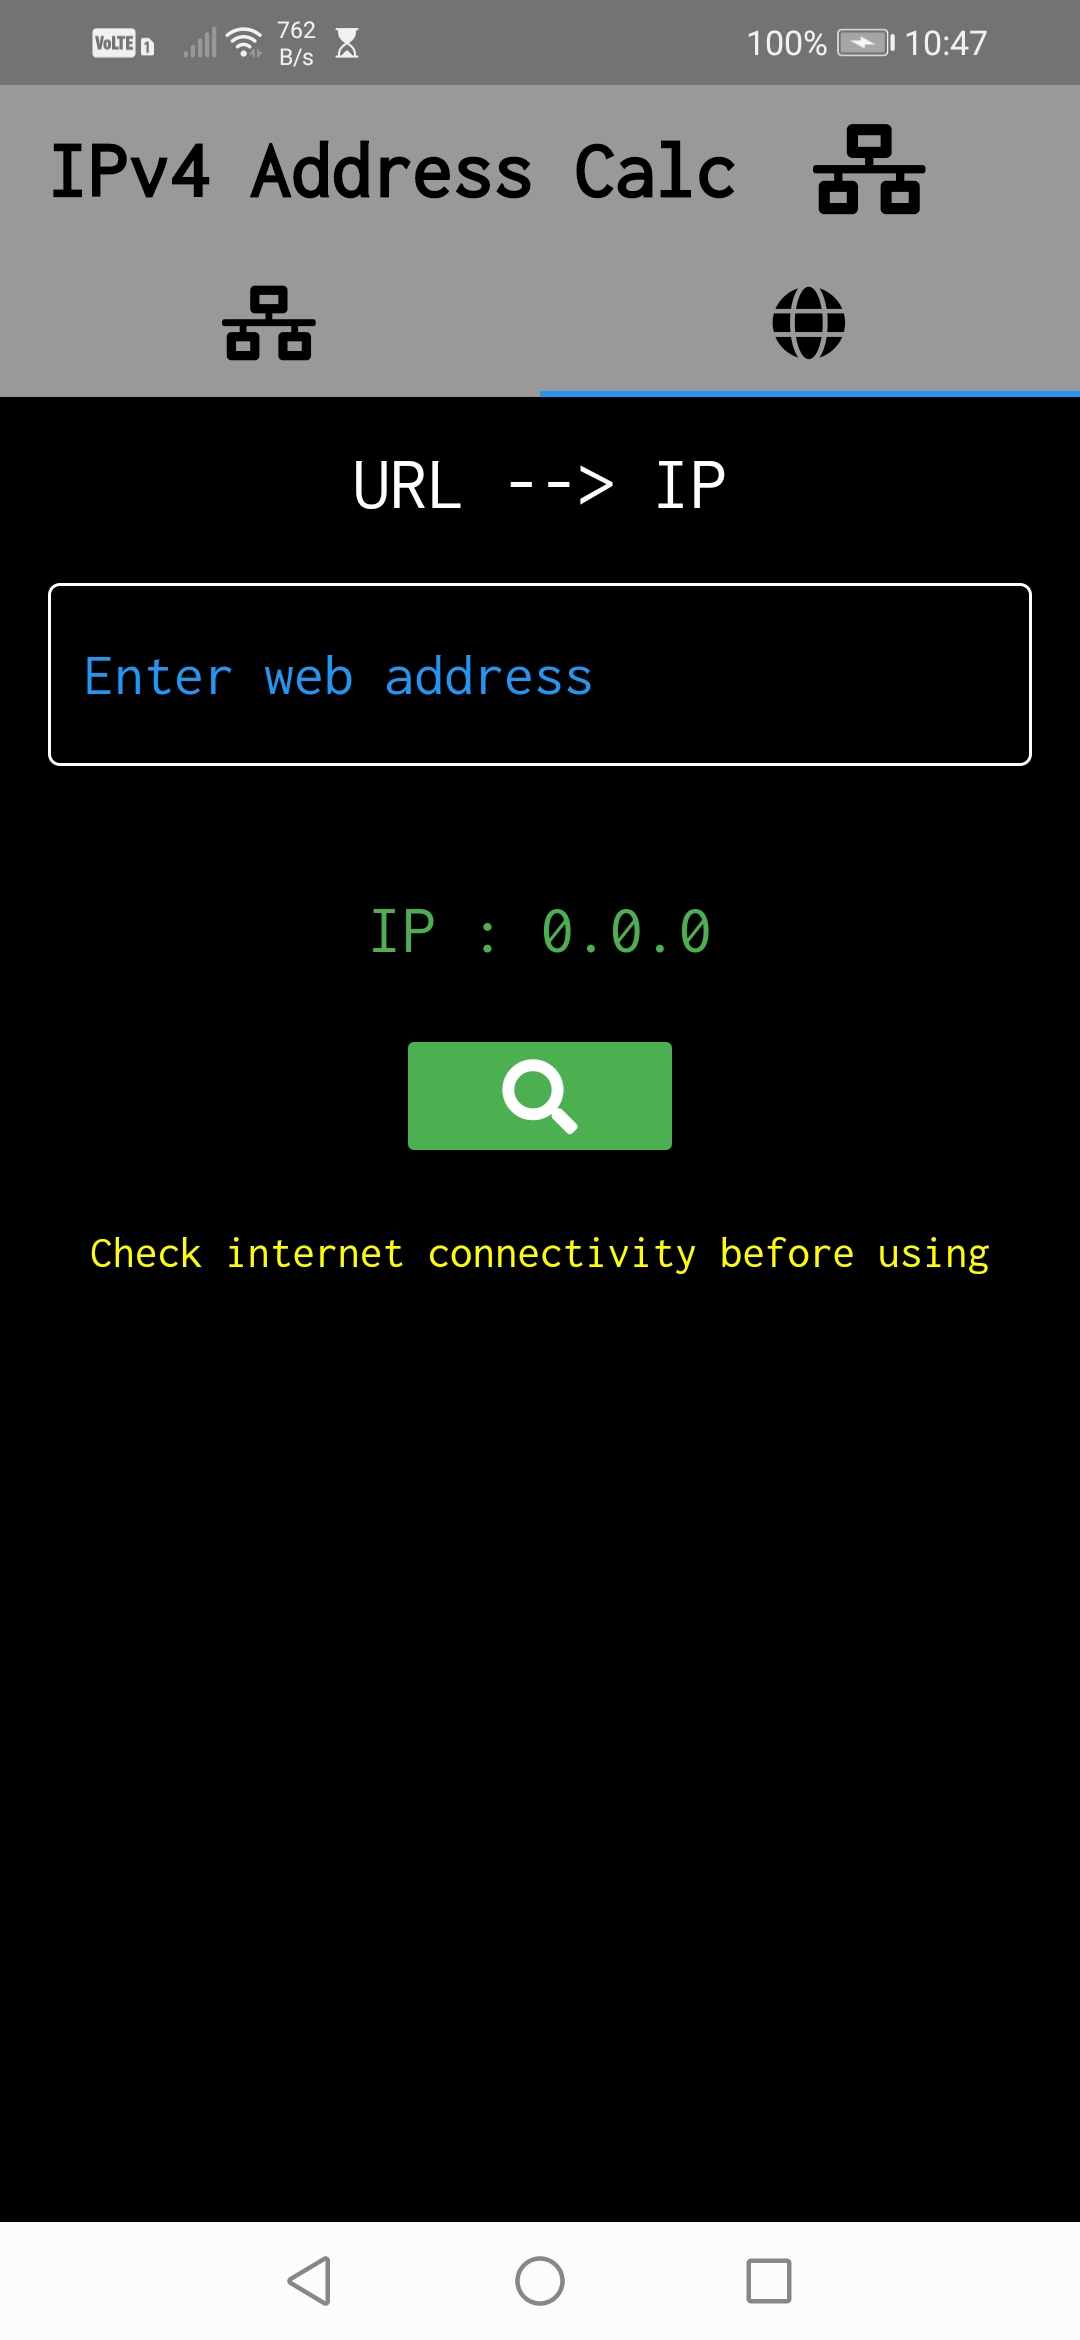 VoLTE 1 762 B/s 100% 10:47
IPv4 Address Calc
URL --> IP
Enter web address
IP : 0.0.0
Check internet connectivity before using